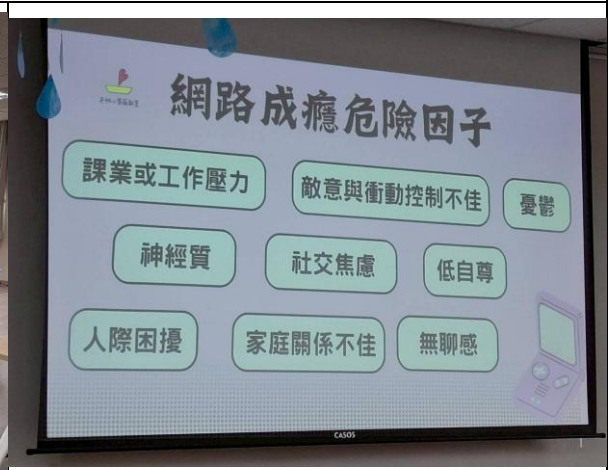 網路成癮危險因子
課業或工作壓力
敵意與衝動控制不佳
憂鬱
神經質
社交焦慮
低自尊
人際困擾
家庭關係不佳
無聊感
CASOS